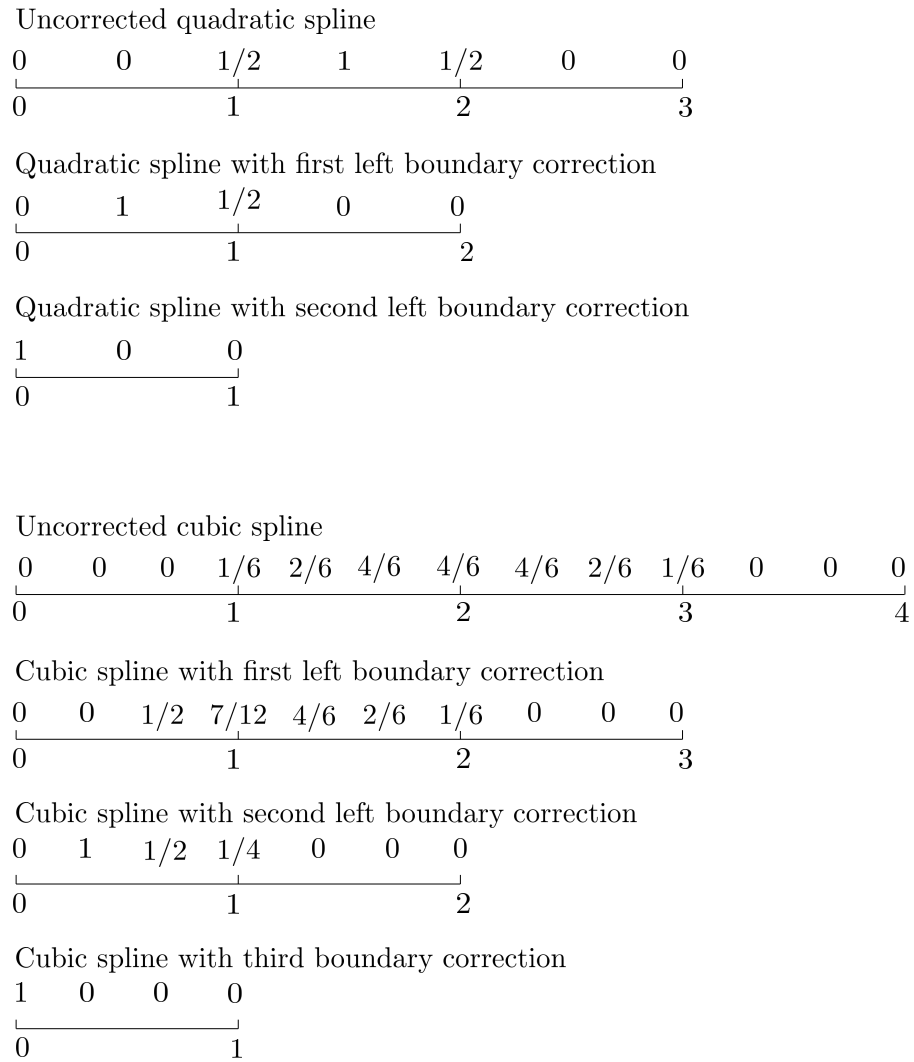 Uncorrected quadratic spline
0 0 1/2 1 1/2 0 0
0 1 2 3
Quadratic spline with first left boundary correction
0 1 1/2 0 0
0 1 2
Quadratic spline with second left boundary correction
1 0 0
0 1
Uncorrected cubic spline
0 0 0 1/6 2/6 4/6 4/6 4/6 2/6 1/6 0 0 0
0 1 2 3 4
Cubic spline with first left boundary correction
0 0 1/2 7/12 4/6 2/6 1/6 0 0 0
0 1 2 3
Cubic spline with second left boundary correction
0 1 1/2 1/4 0 0 0
0 1 2
Cubic spline with third boundary correction
1 0 0 0
0 1